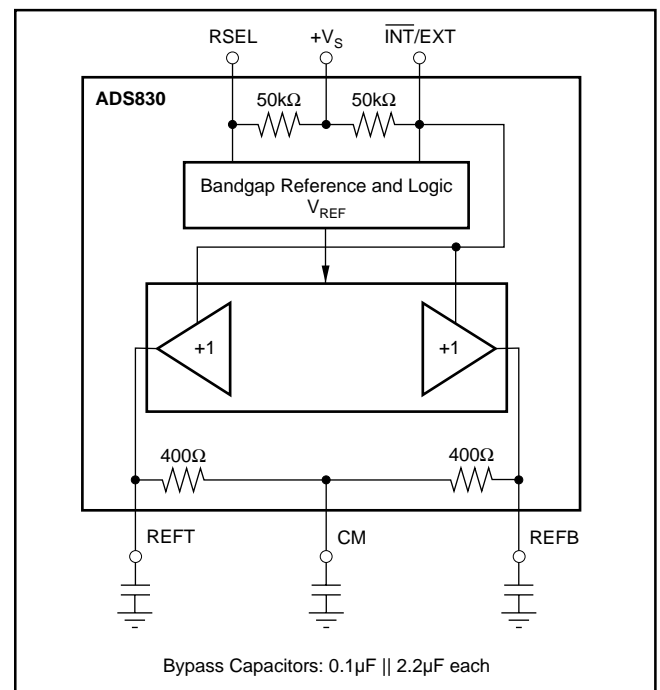 RSEL +V_S I̅N̅T̅/EXT
ADS830
50kΩ 50kΩ
Bandgap Reference and Logic
V_REF
+1 +1
400Ω 400Ω
REFT CM REFB
Bypass Capacitors: 0.1µF || 2.2µF each